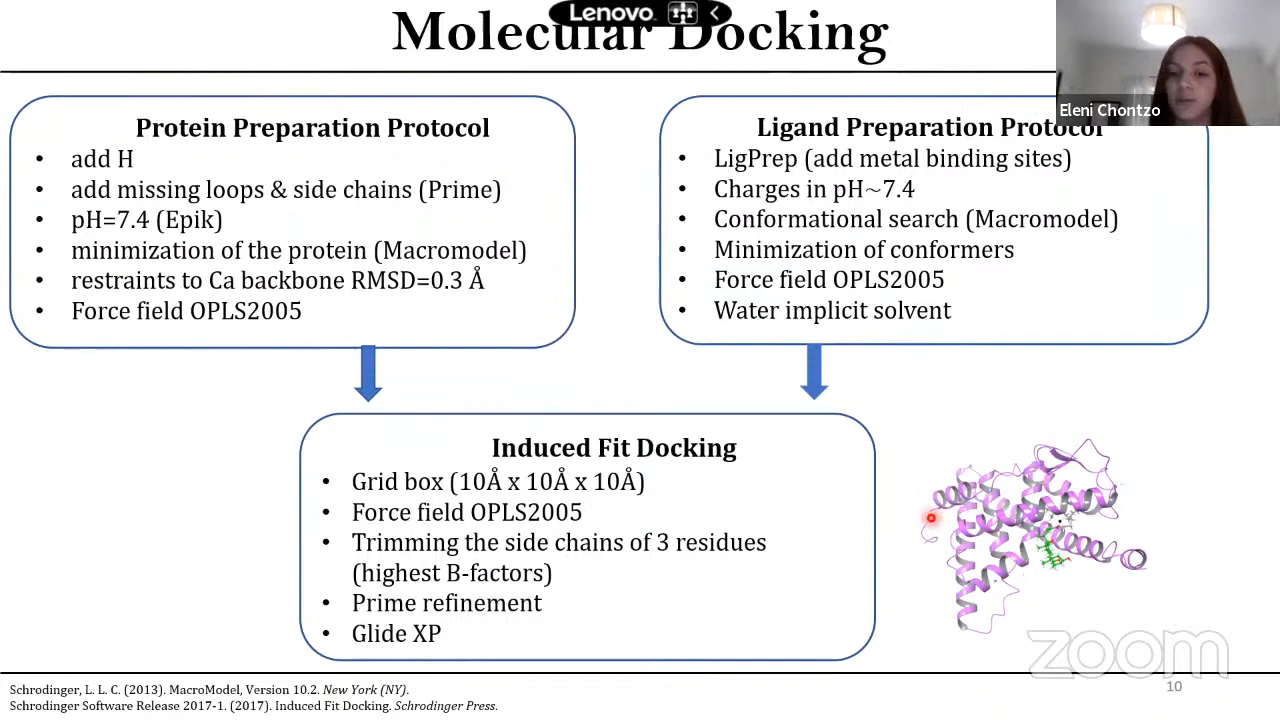 Lenovo
Molecular Docking
Eleni Chontzo
Protein Preparation Protocol
• add H
• add missing loops & side chains (Prime)
• pH=7.4 (Epik)
• minimization of the protein (Macromodel)
• restraints to Ca backbone RMSD=0.3 Å
• Force field OPLS2005
Ligand Preparation Protocol
• LigPrep (add metal binding sites)
• Charges in pH~7.4
• Conformational search (Macromodel)
• Minimization of conformers
• Force field OPLS2005
• Water implicit solvent
Induced Fit Docking
• Grid box (10Å x 10Å x 10Å)
• Force field OPLS2005
• Trimming the side chains of 3 residues
(highest B-factors)
• Prime refinement
• Glide XP
zoom
10
Schrodinger, L. L. C. (2013). MacroModel, Version 10.2. New York (NY).
Schrodinger Software Release 2017-1. (2017). Induced Fit Docking. Schrodinger Press.